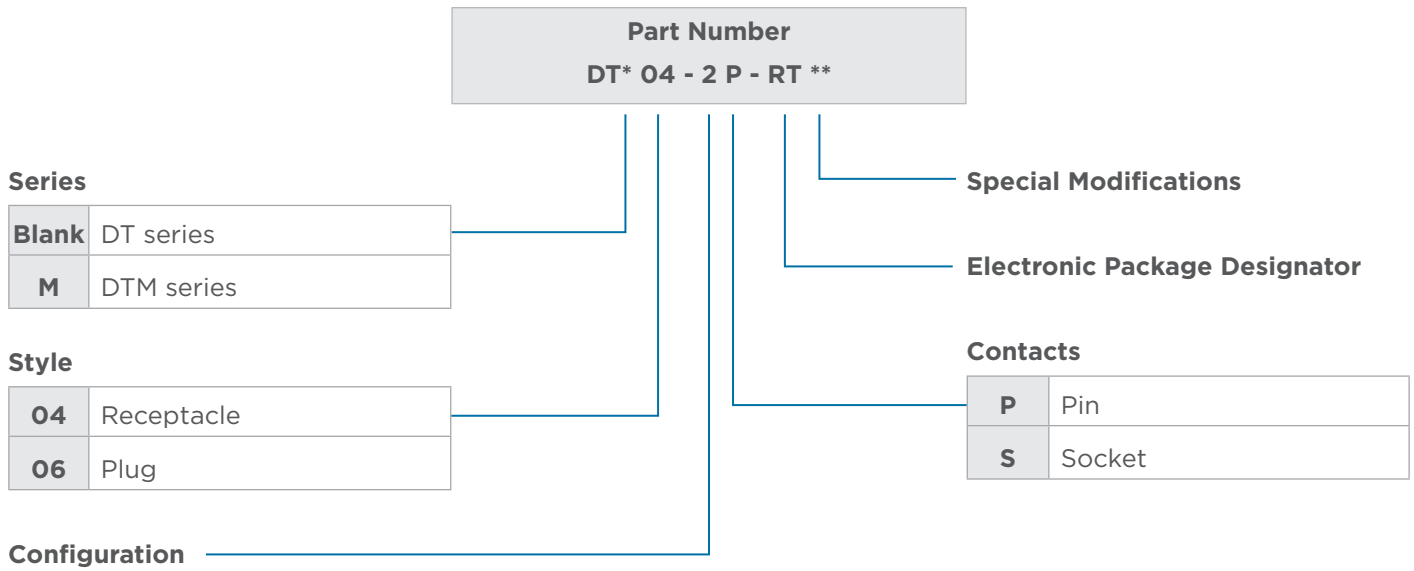 Part Number
DT* 04 - 2 P - RT **
Series
Blank DT series
M DTM series
Style
04 Receptacle
06 Plug
Configuration
Special Modifications
Electronic Package Designator
Contacts
P Pin
S Socket